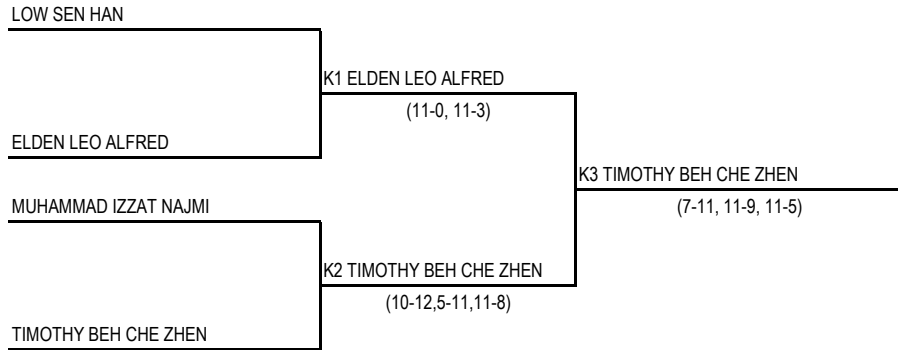 LOW SEN HAN
K1 ELDEN LEO ALFRED
(11-0, 11-3)
ELDEN LEO ALFRED
K3 TIMOTHY BEH CHE ZHEN
(7-11, 11-9, 11-5)
MUHAMMAD IZZAT NAJMI
K2 TIMOTHY BEH CHE ZHEN
(10-12,5-11,11-8)
TIMOTHY BEH CHE ZHEN